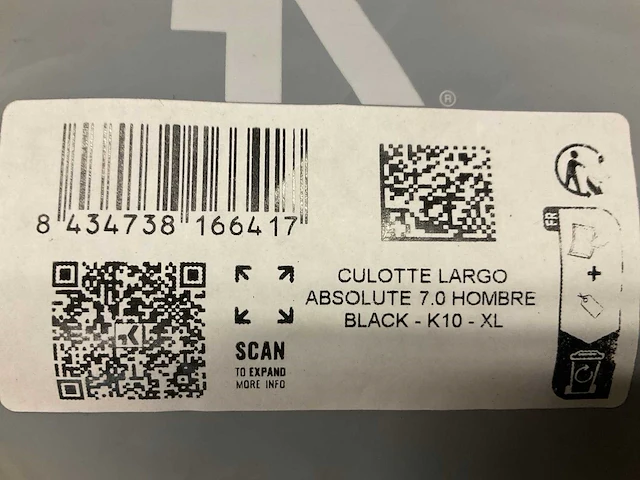 ®
8 434738 166417
FR
CULOTTE LARGO
ABSOLUTE 7.0 HOMBRE
BLACK - K10 - XL
+
SCAN
TO EXPAND
MORE INFO